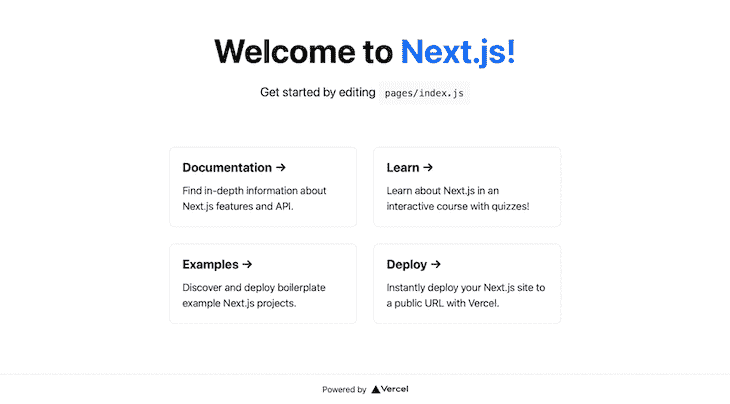 Welcome to Next.js!
Get started by editing pages/index.js
Documentation →
Find in-depth information about
Next.js features and API.
Learn →
Learn about Next.js in an
interactive course with quizzes!
Examples →
Discover and deploy boilerplate
example Next.js projects.
Deploy →
Instantly deploy your Next.js site to
a public URL with Vercel.
Powered by Vercel